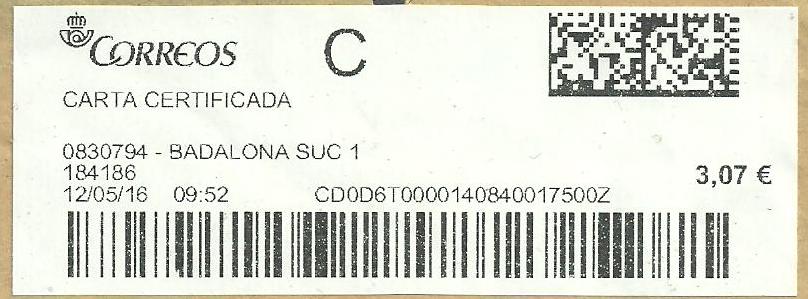 CORREOS
C
CARTA CERTIFICADA
0830794 - BADALONA SUC 1
184186
3,07 €
12/05/16 09:52 CD0D6T0000140840017500Z